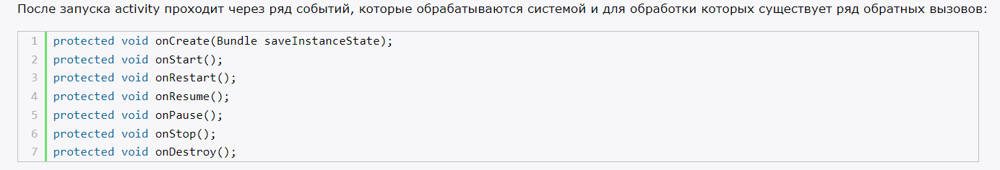 После запуска activity проходит через ряд событий, которые обрабатываются системой и для обработки которых существует ряд обратных вызовов:
1 protected void onCreate(Bundle saveInstanceState);
2 protected void onStart();
3 protected void onRestart();
4 protected void onResume();
5 protected void onPause();
6 protected void onStop();
7 protected void onDestroy();